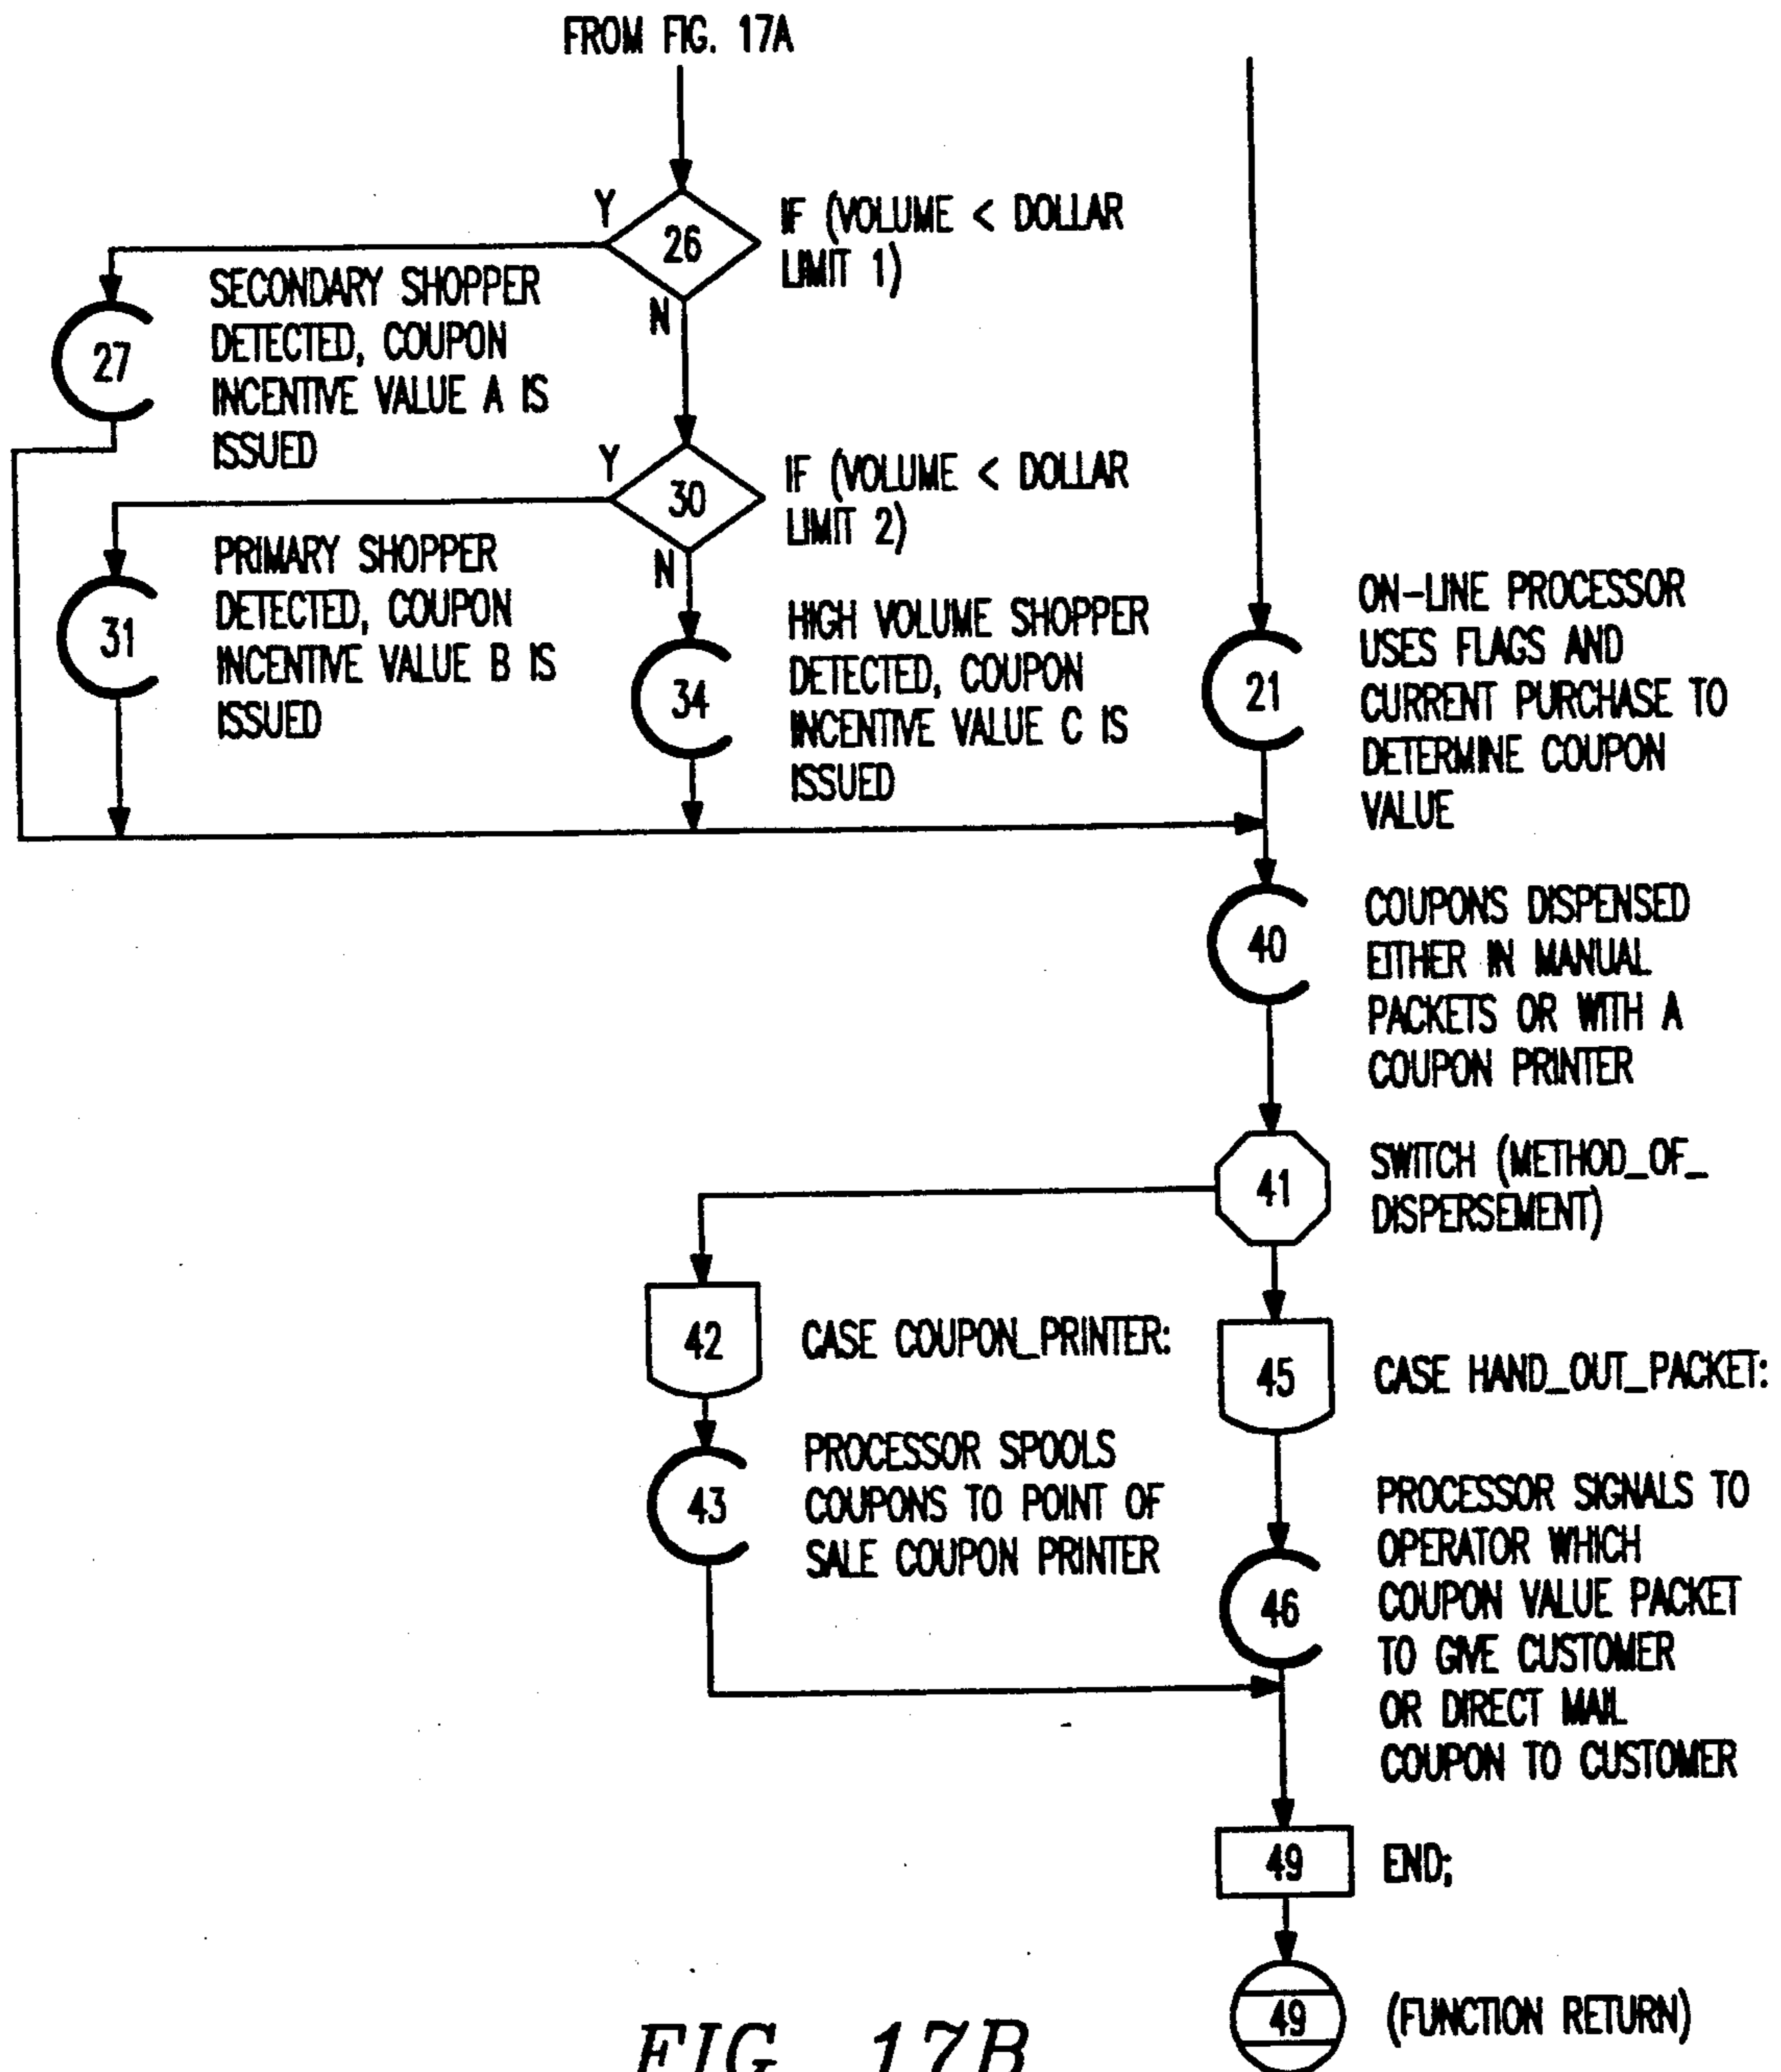 FROM FIG. 17A
Y
26
IF (VOLUME < DOLLAR
LIMIT 1)
N
27
SECONDARY SHOPPER
DETECTED, COUPON
INCENTIVE VALUE A IS
ISSUED
Y
30
IF (VOLUME < DOLLAR
LIMIT 2)
N
31
PRIMARY SHOPPER
DETECTED, COUPON
INCENTIVE VALUE B IS
ISSUED
34
HIGH VOLUME SHOPPER
DETECTED, COUPON
INCENTIVE VALUE C IS
ISSUED
21
ON-LINE PROCESSOR
USES FLAGS AND
CURRENT PURCHASE TO
DETERMINE COUPON
VALUE
40
COUPONS DISPENSED
EITHER IN MANUAL
PACKETS OR WITH A
COUPON PRINTER
41
SWITCH (METHOD_OF_
DISPERSEMENT)
42
CASE COUPON_PRINTER:
45
CASE HAND_OUT_PACKET:
43
PROCESSOR SPOOLS
COUPONS TO POINT OF
SALE COUPON PRINTER
46
PROCESSOR SIGNALS TO
OPERATOR WHICH
COUPON VALUE PACKET
TO GIVE CUSTOMER
OR DIRECT MAIL
COUPON TO CUSTOMER
49
END;
49
(FUNCTION RETURN)
FIG. 17B